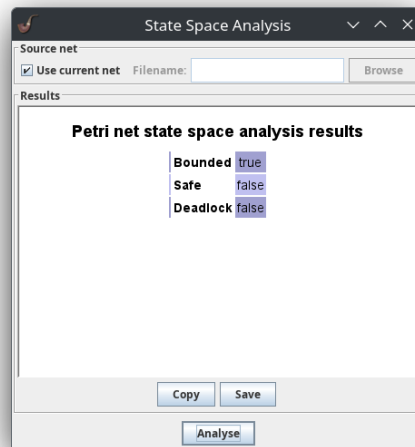 State Space Analysis
Source net
Use current net Filename: Browse
Results
Petri net state space analysis results
Bounded true
Safe false
Deadlock false
Copy Save
Analyse